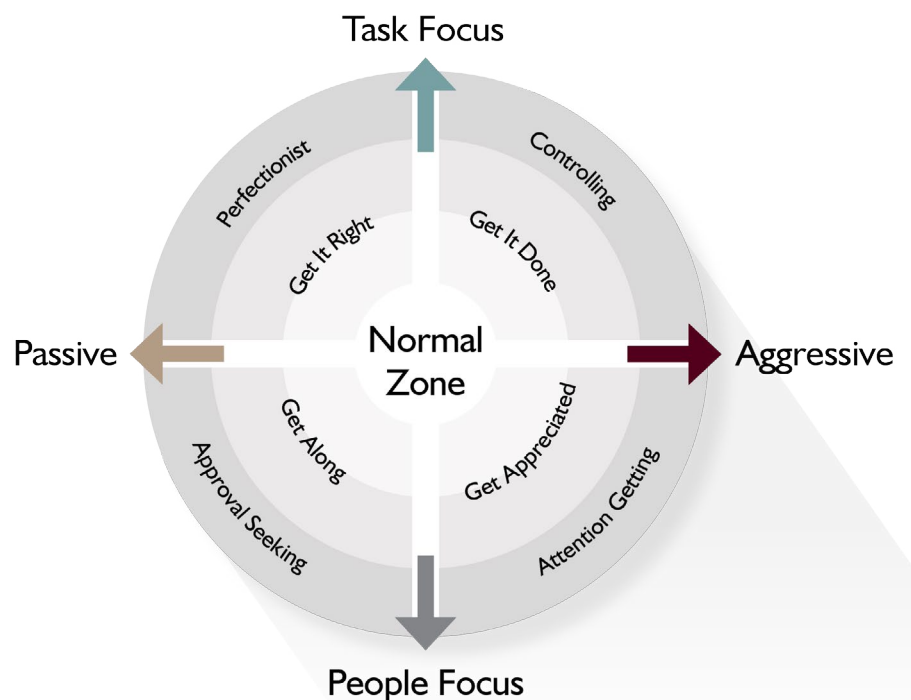 Task Focus
Perfectionist
Controlling
Get It Right
Get It Done
Passive
Normal
Zone
Aggressive
Get Along
Get Appreciated
Approval Seeking
Attention Getting
People Focus